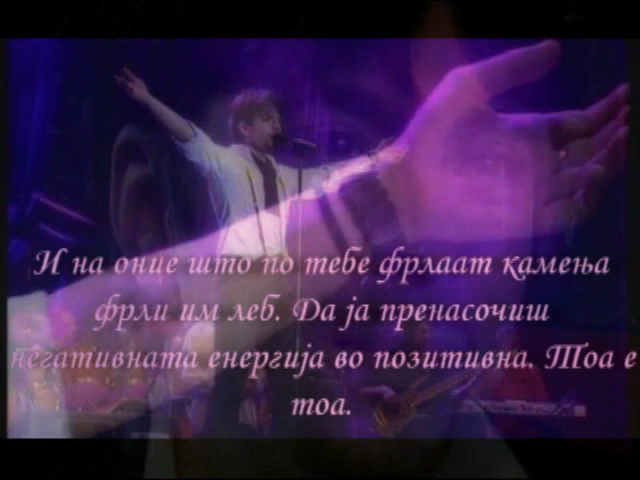 И на оние што по тебе фрлаат камења
фрли им леб. Да ја пренасочиш
негативната енергија во позитивна. Тоа е
тоа.